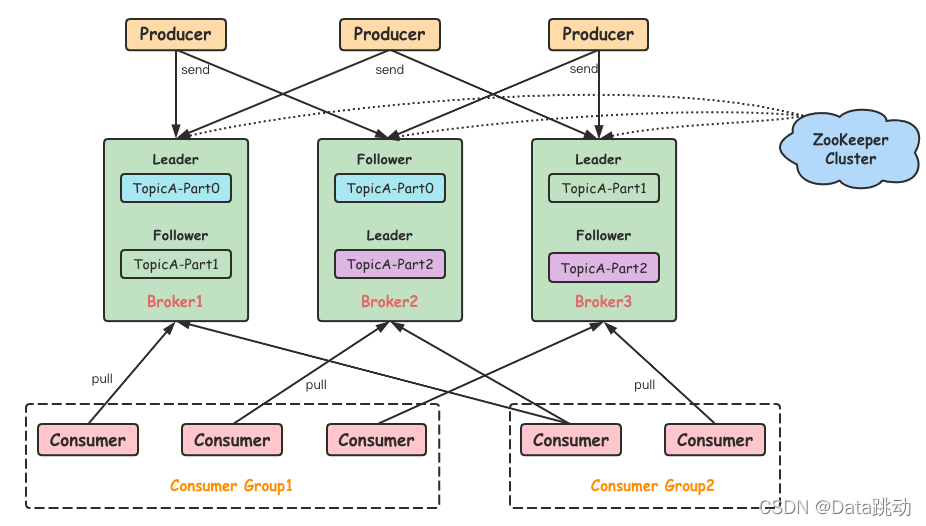 Producer
Producer
Producer
send
send
send
ZooKeeper
Cluster
Leader
TopicA-Part0
Follower
TopicA-Part1
Broker1
Follower
TopicA-Part0
Leader
TopicA-Part2
Broker2
Leader
TopicA-Part1
Follower
TopicA-Part2
Broker3
pull
pull
pull
Consumer
Consumer
Consumer
Consumer Group1
Consumer
Consumer
Consumer Group2
CSDN @Data跳动